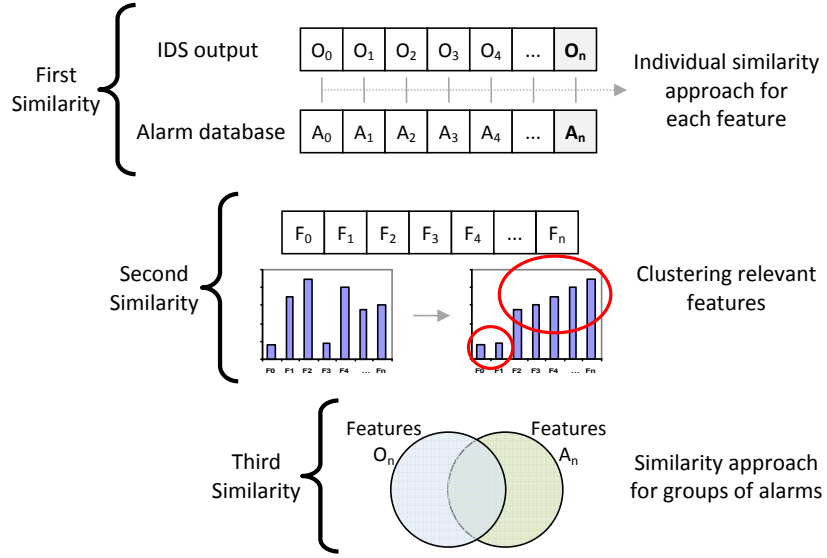 First
Similarity
IDS output
O0 O1 O2 O3 O4 ... On
Alarm database
A0 A1 A2 A3 A4 ... An
Individual similarity
approach for
each feature
Second
Similarity
F0 F1 F2 F3 F4 ... Fn
F0 F1 F2 F3 F4 ... Fn
F0 F1 F2 F3 F4 ... Fn
Clustering relevant
features
Third
Similarity
Features
On
Features
An
Similarity approach
for groups of alarms